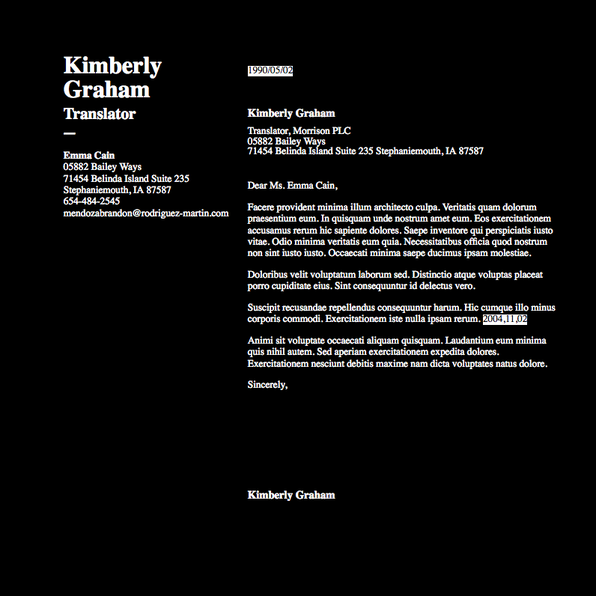 Kimberly
Graham
Translator
Emma Cain
05882 Bailey Ways
71454 Belinda Island Suite 235
Stephaniemouth, IA 87587
654-484-2545
mendozabrandon@rodriguez-martin.com
1990/05/02
Kimberly Graham
Translator, Morrison PLC
05882 Bailey Ways
71454 Belinda Island Suite 235 Stephaniemouth, IA 87587
Dear Ms. Emma Cain,
Facere provident minima illum architecto culpa. Veritatis quam dolorum
praesentium eum. In quisquam unde nostrum amet eum. Eos exercitationem
accusamus rerum hic sapiente dolores. Saepe inventore qui perspiciatis iusto
vitae. Odio minima veritatis eum quia. Necessitatibus officia quod nostrum
non sint iusto iusto. Occaecati minima saepe ducimus ipsam molestiae.
Doloribus velit voluptatum laborum sed. Distinctio atque voluptas placeat
porro cupiditate eius. Sint consequuntur id delectus vero.
Suscipit recusandae repellendus consequuntur harum. Hic cumque illo minus
corporis commodi. Exercitationem iste nulla ipsam rerum. 2004,11,02
Animi sit voluptate occaecati aliquam quisquam. Laudantium eum minima
quis nihil autem. Sed aperiam exercitationem expedita dolores.
Exercitationem nesciunt debitis maxime nam dicta voluptates natus dolore.
Sincerely,
Kimberly Graham